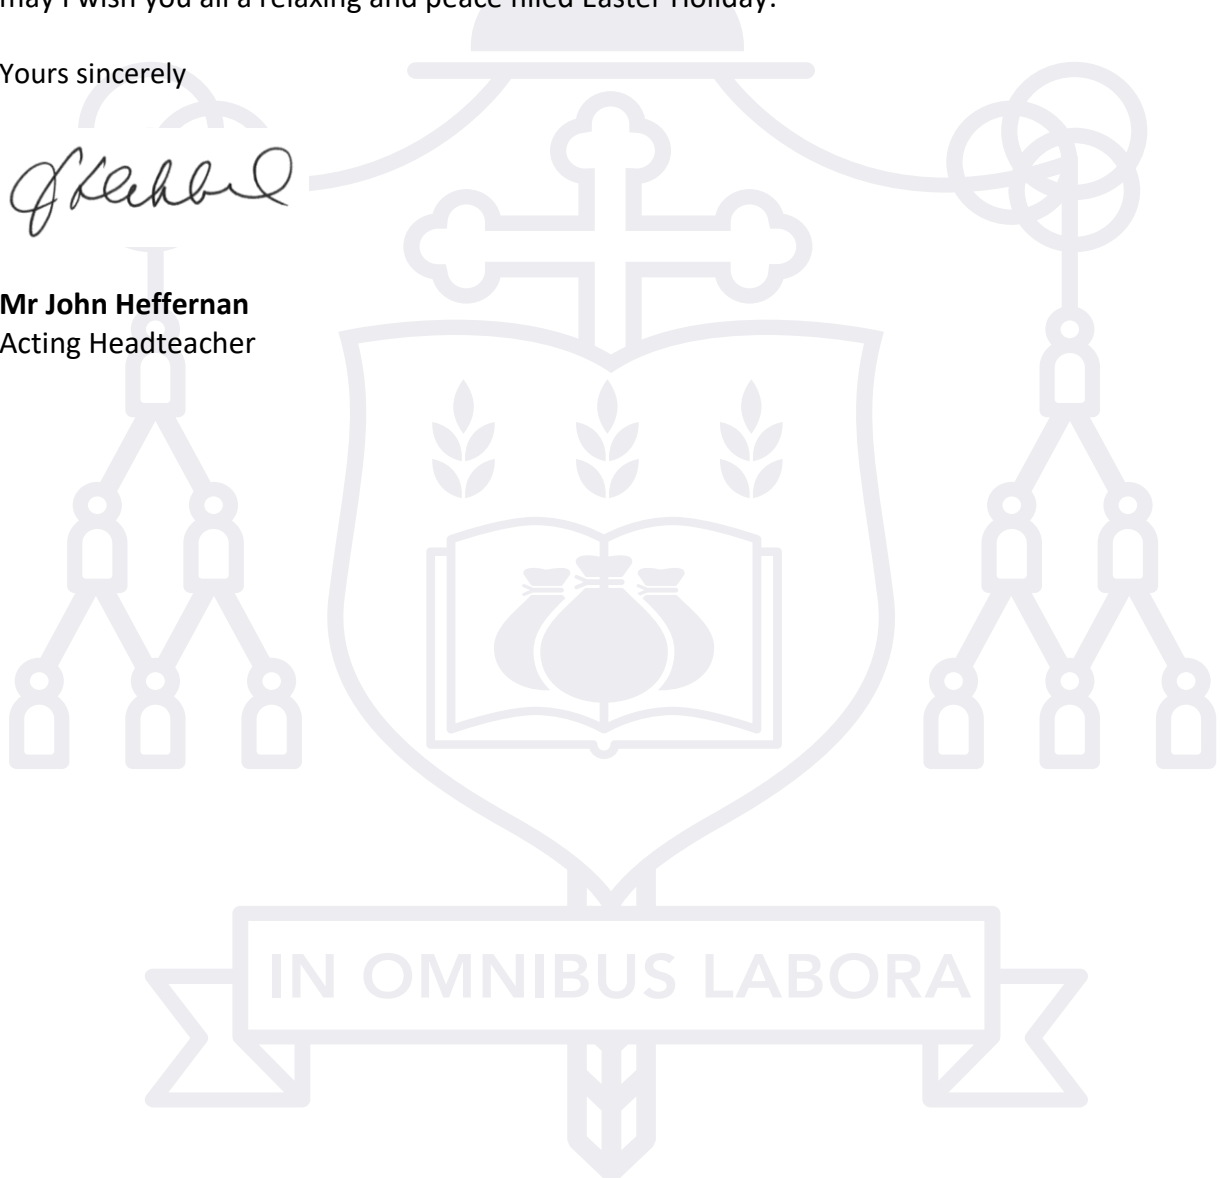 may I wish you all a relaxing and peace filled Easter Holiday.
Yours sincerely
Mr John Heffernan
Acting Headteacher
IN OMNIBUS LABORA